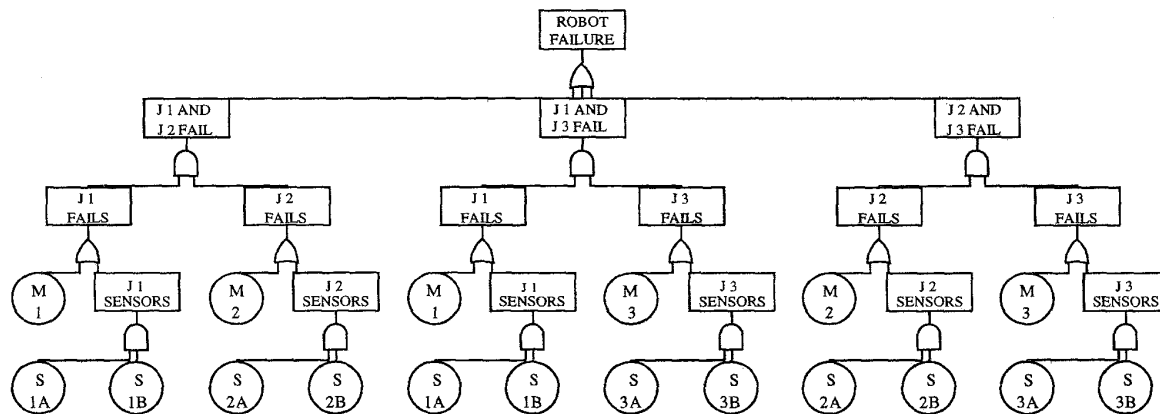 ROBOT
FAILURE
J 1 AND
J 2 FAIL
J 1 AND
J 3 FAIL
J 2 AND
J 3 FAIL
J 1
FAILS
J 2
FAILS
J 1
FAILS
J 3
FAILS
J 2
FAILS
J 3
FAILS
M
1
J 1
SENSORS
M
2
J 2
SENSORS
M
1
J 1
SENSORS
M
3
J 3
SENSORS
M
2
J 2
SENSORS
M
3
J 3
SENSORS
S
1A
S
1B
S
2A
S
2B
S
1A
S
1B
S
3A
S
3B
S
2A
S
2B
S
3A
S
3B